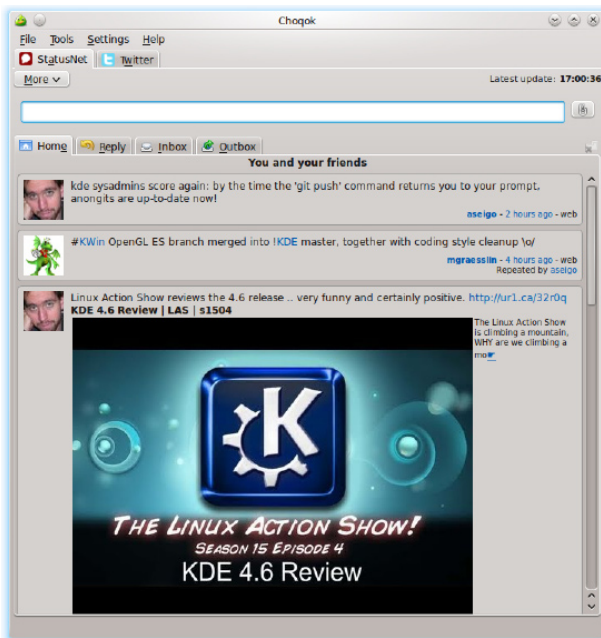 Choqok
File Tools Settings Help
StatusNet Twitter
More Latest update: 17:00:36
Home Reply Inbox Outbox
You and your friends
kde sysadmins score again: by the time the 'git push' command returns you to your prompt,
anongits are up-to-date now!
aseigo - 2 hours ago - web
#KWin OpenGL ES branch merged into !KDE master, together with coding style cleanup \o/
mgraesslin - 4 hours ago - web
Repeated by aseigo
Linux Action Show reviews the 4.6 release .. very funny and certainly positive. http://ur1.ca/32r0q
KDE 4.6 Review | LAS | s1504
The Linux Action Show
is climbing a mountain,
WHY are we climbing a
mo
K
THE LINUX ACTION SHOW!
SEASON 15 EPISODE 4
KDE 4.6 Review